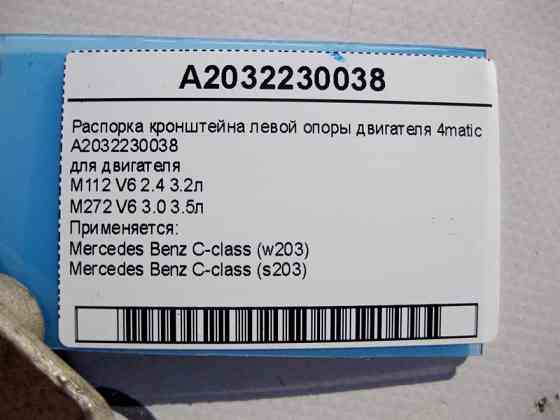 A2032230038
Распорка кронштейна левой опоры двигателя 4matic
A2032230038
для двигателя
M112 V6 2.4 3.2л
M272 V6 3.0 3.5л
Применяется:
Mercedes Benz C-class (w203)
Mercedes Benz C-class (s203)